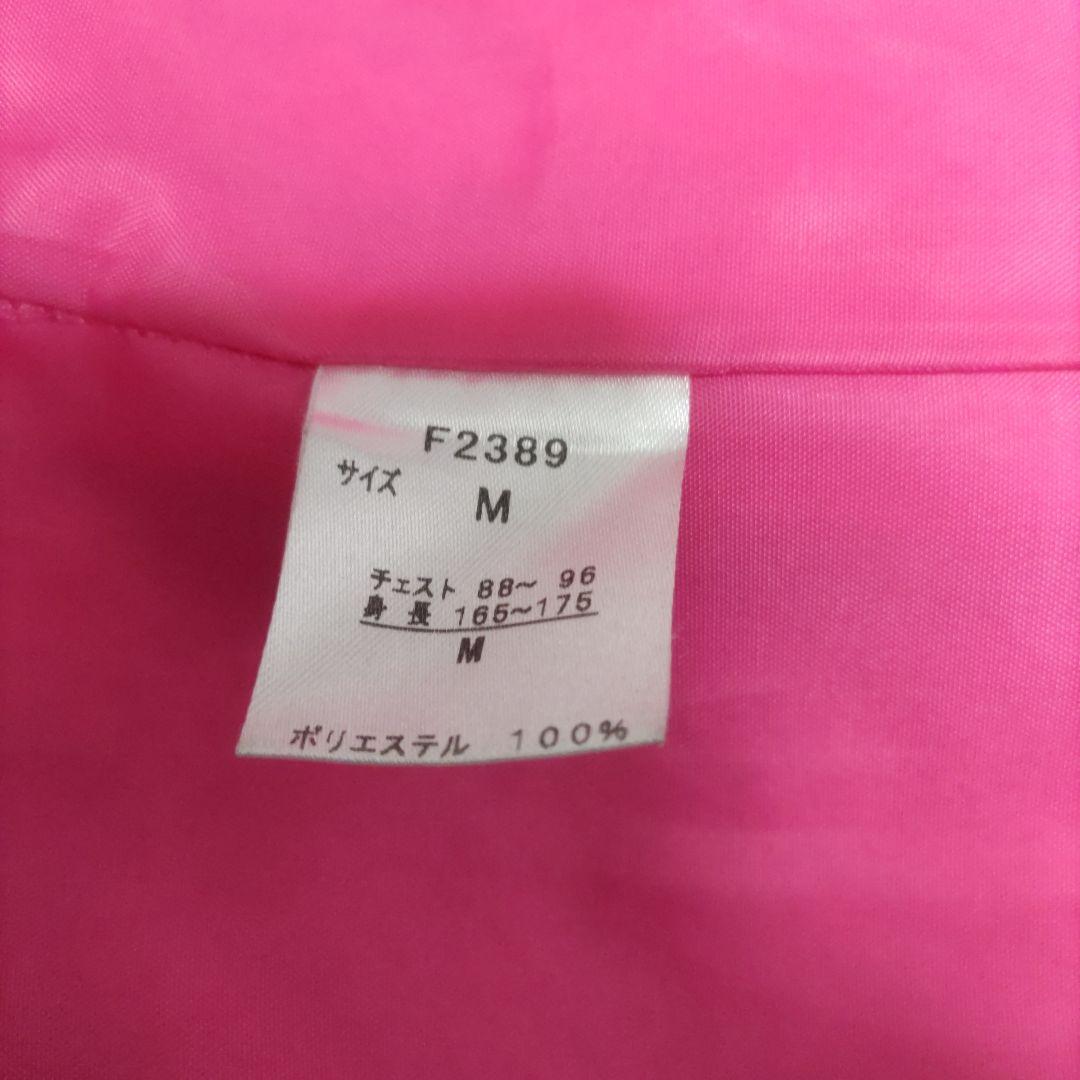 F2389
サイズ
M
チェスト 88～ 96
身長 165～175
M
ポリエステル 100%